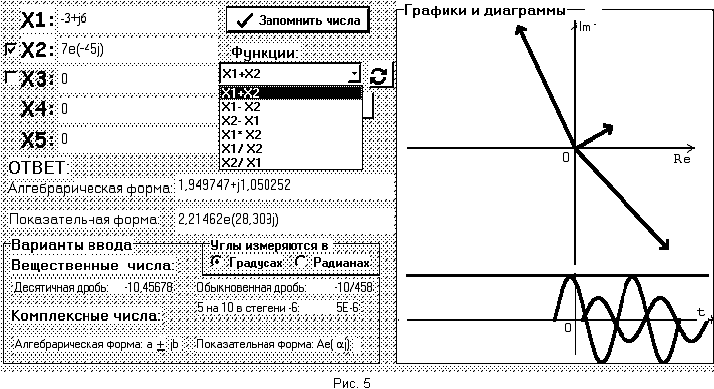 X1: -3+j6
Запомнить числа
X2: 7e(-45j)
Функции:
X3: 0
X1+X2
X4: 0
X1+X2
X1- X2
X2- X1
X1* X2
X1/ X2
X2/ X1
X5: 0
ОТВЕТ:
Алгебрарическая форма: 1,949747+j1,050252
Показательная форма: 2,21462e(28,309j)
Варианты ввода
Углы измеряются в
Градусах Радианах
Вещественные числа:
Десятичная дробь: -10,45678 Обыкновенная дробь: -10/458
5 на 10 в стегени -6: 5E-6
Комплексные числа:
Алгебрарическая форма: a + jb Показательная форма: Ae( αj)
Графики и диаграммы
Im
0
Re
0
t
Рис. 5